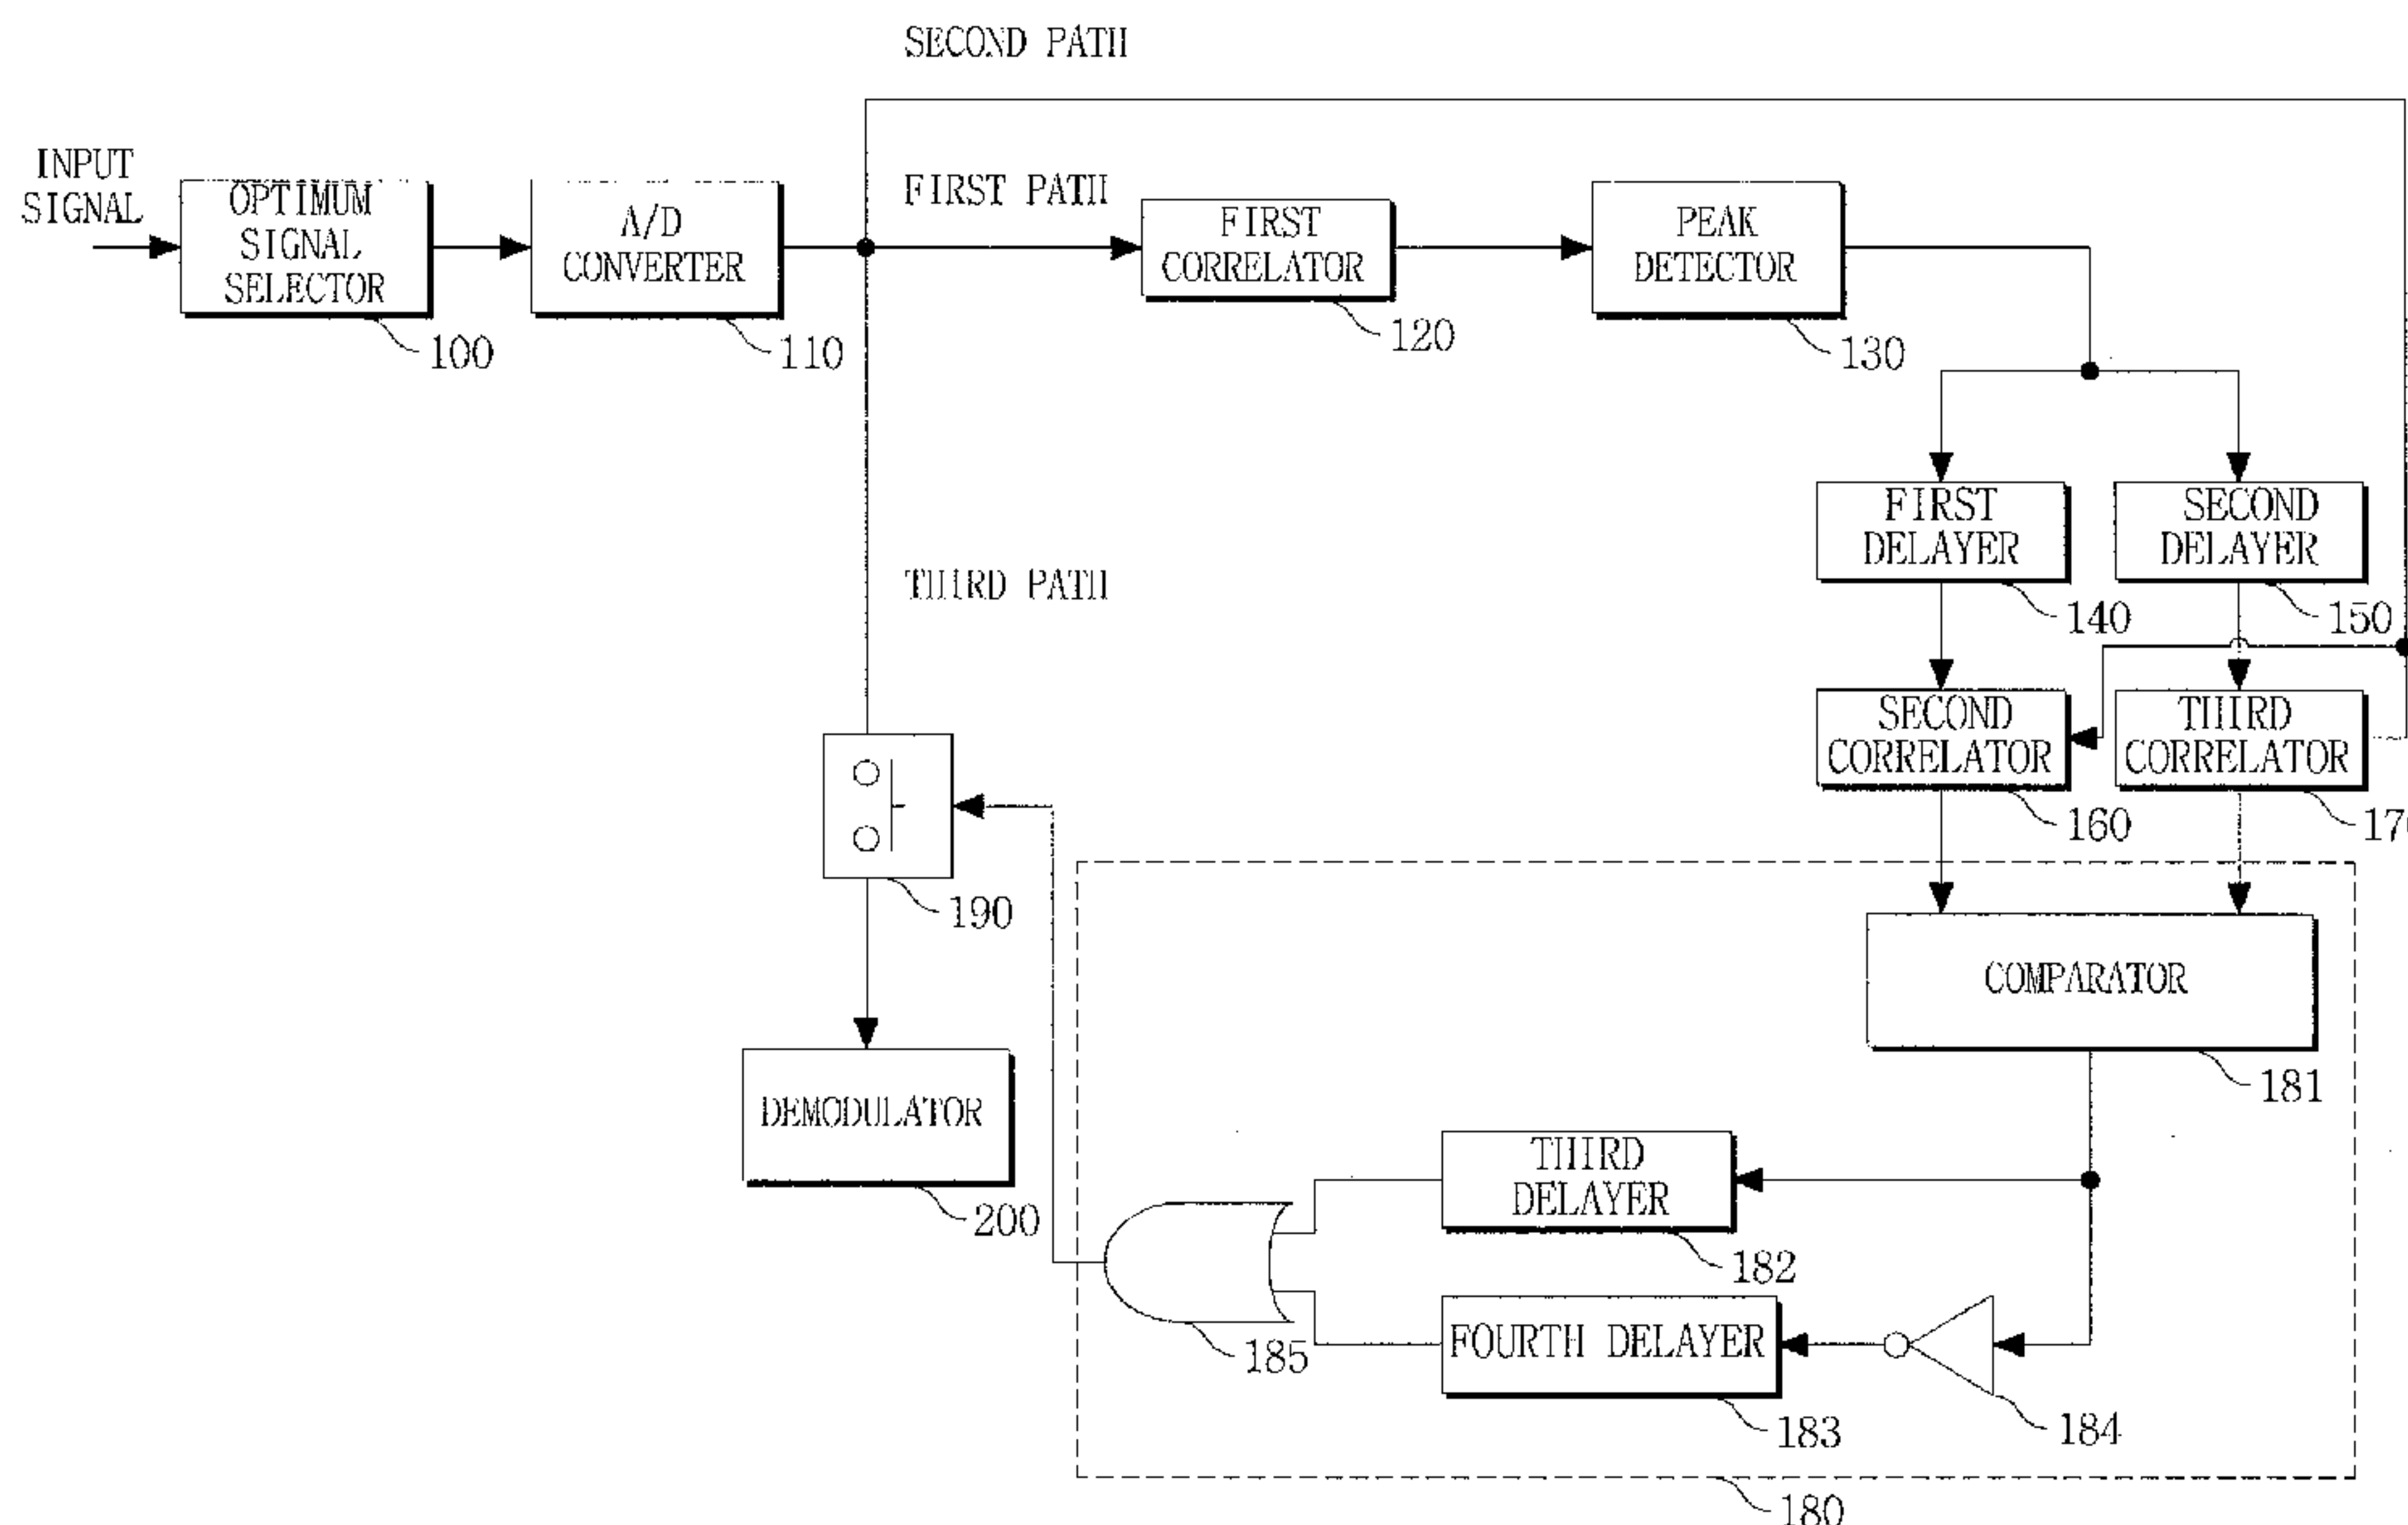 SECOND PATH
INPUT
SIGNAL
OPTIMUM
SIGNAL
SELECTOR
100
A/D
CONVERTER
110
FIRST PATH
FIRST
CORRELATOR
120
PEAK
DETECTOR
130
FIRST
DELAYER
140
SECOND
DELAYER
150
THIRD PATH
SECOND
CORRELATOR
160
THIRD
CORRELATOR
190
COMPARATOR
181
DEMODULATOR
200
THIRD
DELAYER
182
185
FOURTH DELAYER
183
184
180